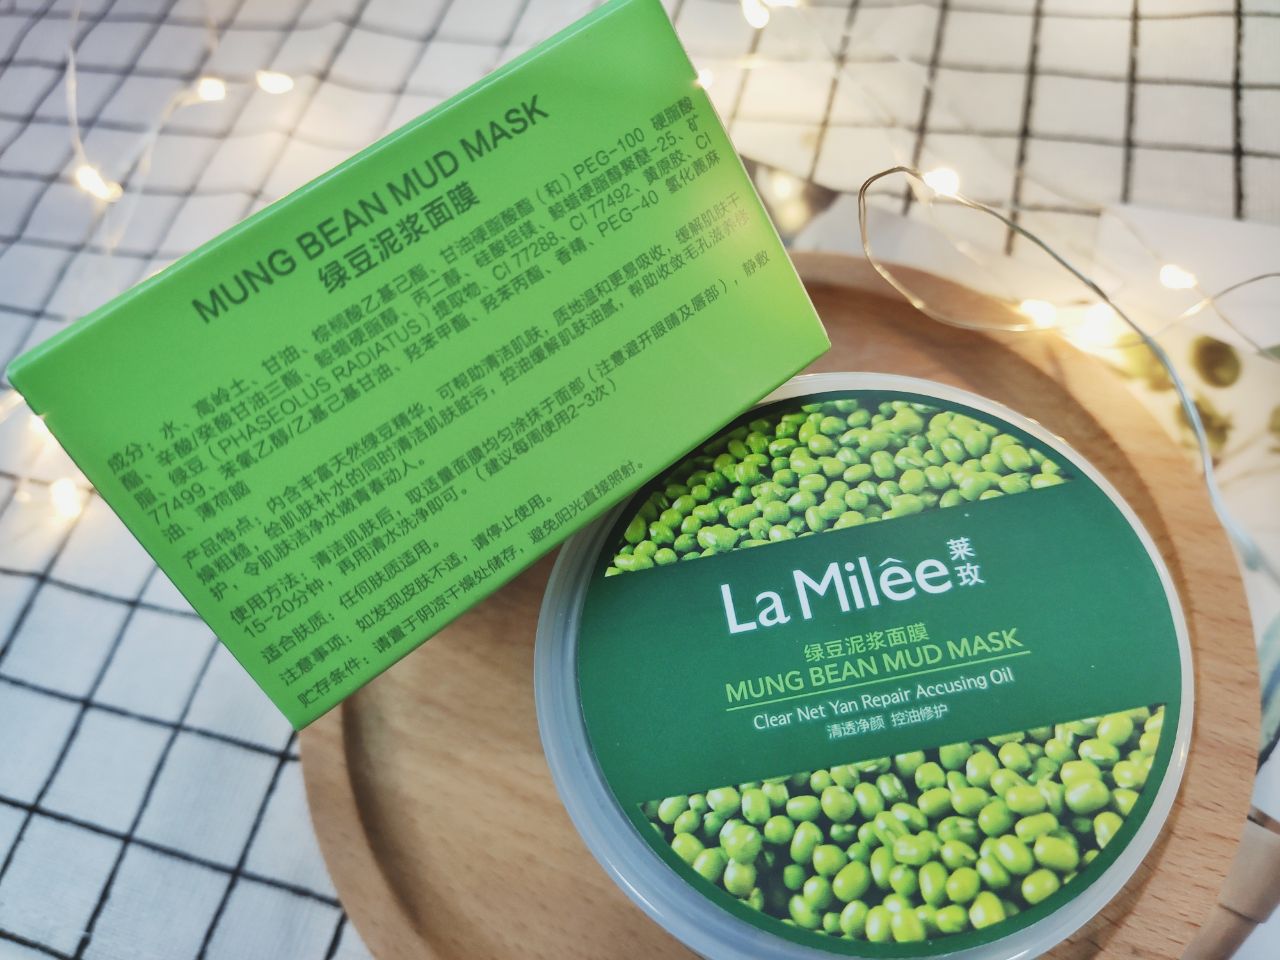 MUNG BEAN MUD MASK
绿豆泥浆面膜
成分：水、高岭土、甘油、棕榈酸乙基己酯、甘油硬脂酸酯（和）PEG-100 硬脂酸
酯、辛酸/癸酸甘油三酯、鲸蜡硬脂醇、丙二醇、硅酸铝镁、鲸蜡硬脂醇聚醚-25、矿
脂、绿豆（PHASEOLUS RADIATUS）提取物、CI 77288、CI 77492、黄原胶、CI
77499、苯氧乙醇/乙基己基甘油、羟苯甲酯、羟苯丙酯、香精、PEG-40 氢化蓖麻
油、薄荷脑
产品特点：内含丰富天然绿豆精华，可帮助清洁肌肤，质地温和更易吸收，缓解肌肤干
燥粗糙，给肌肤补水的同时清洁肌肤脏污，控油缓解肌肤油腻，帮助收敛毛孔滋养修
护，令肌肤洁净水嫩青春动人。
使用方法：清洁肌肤后，取适量面膜均匀涂抹于面部（注意避开眼睛及唇部），静敷
15-20分钟，再用清水洗净即可。（建议每周使用2-3次）
适合肤质：任何肤质适用。
注意事项：如发现皮肤不适，请停止使用。
贮存条件：请置于阴凉干燥处储存，避免阳光直接照射。
La Milêe 莱玫
绿豆泥浆面膜
MUNG BEAN MUD MASK
Clear Net Yan Repair Accusing Oil
清透净颜 控油修护